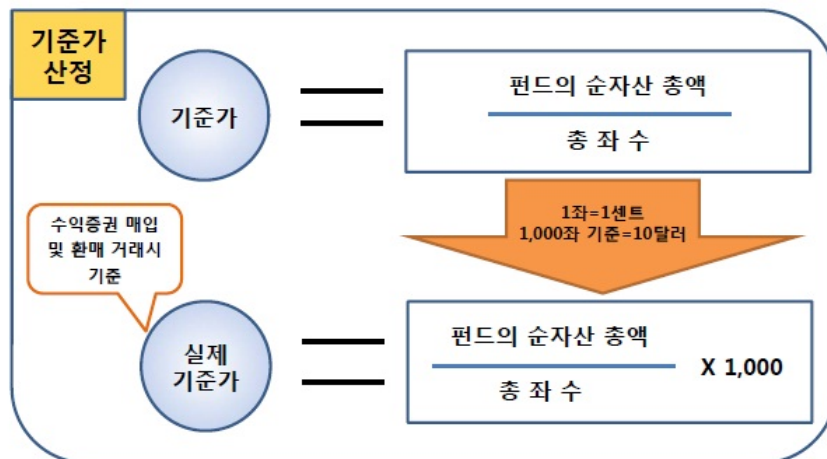 기준가
산정
기준가
펀드의 순자산 총액
총 좌 수
1좌=1센트
1,000좌 기준=10달러
수익증권 매입
및 환매 거래시
기준
실제
기준가
펀드의 순자산 총액
총 좌 수
X 1,000